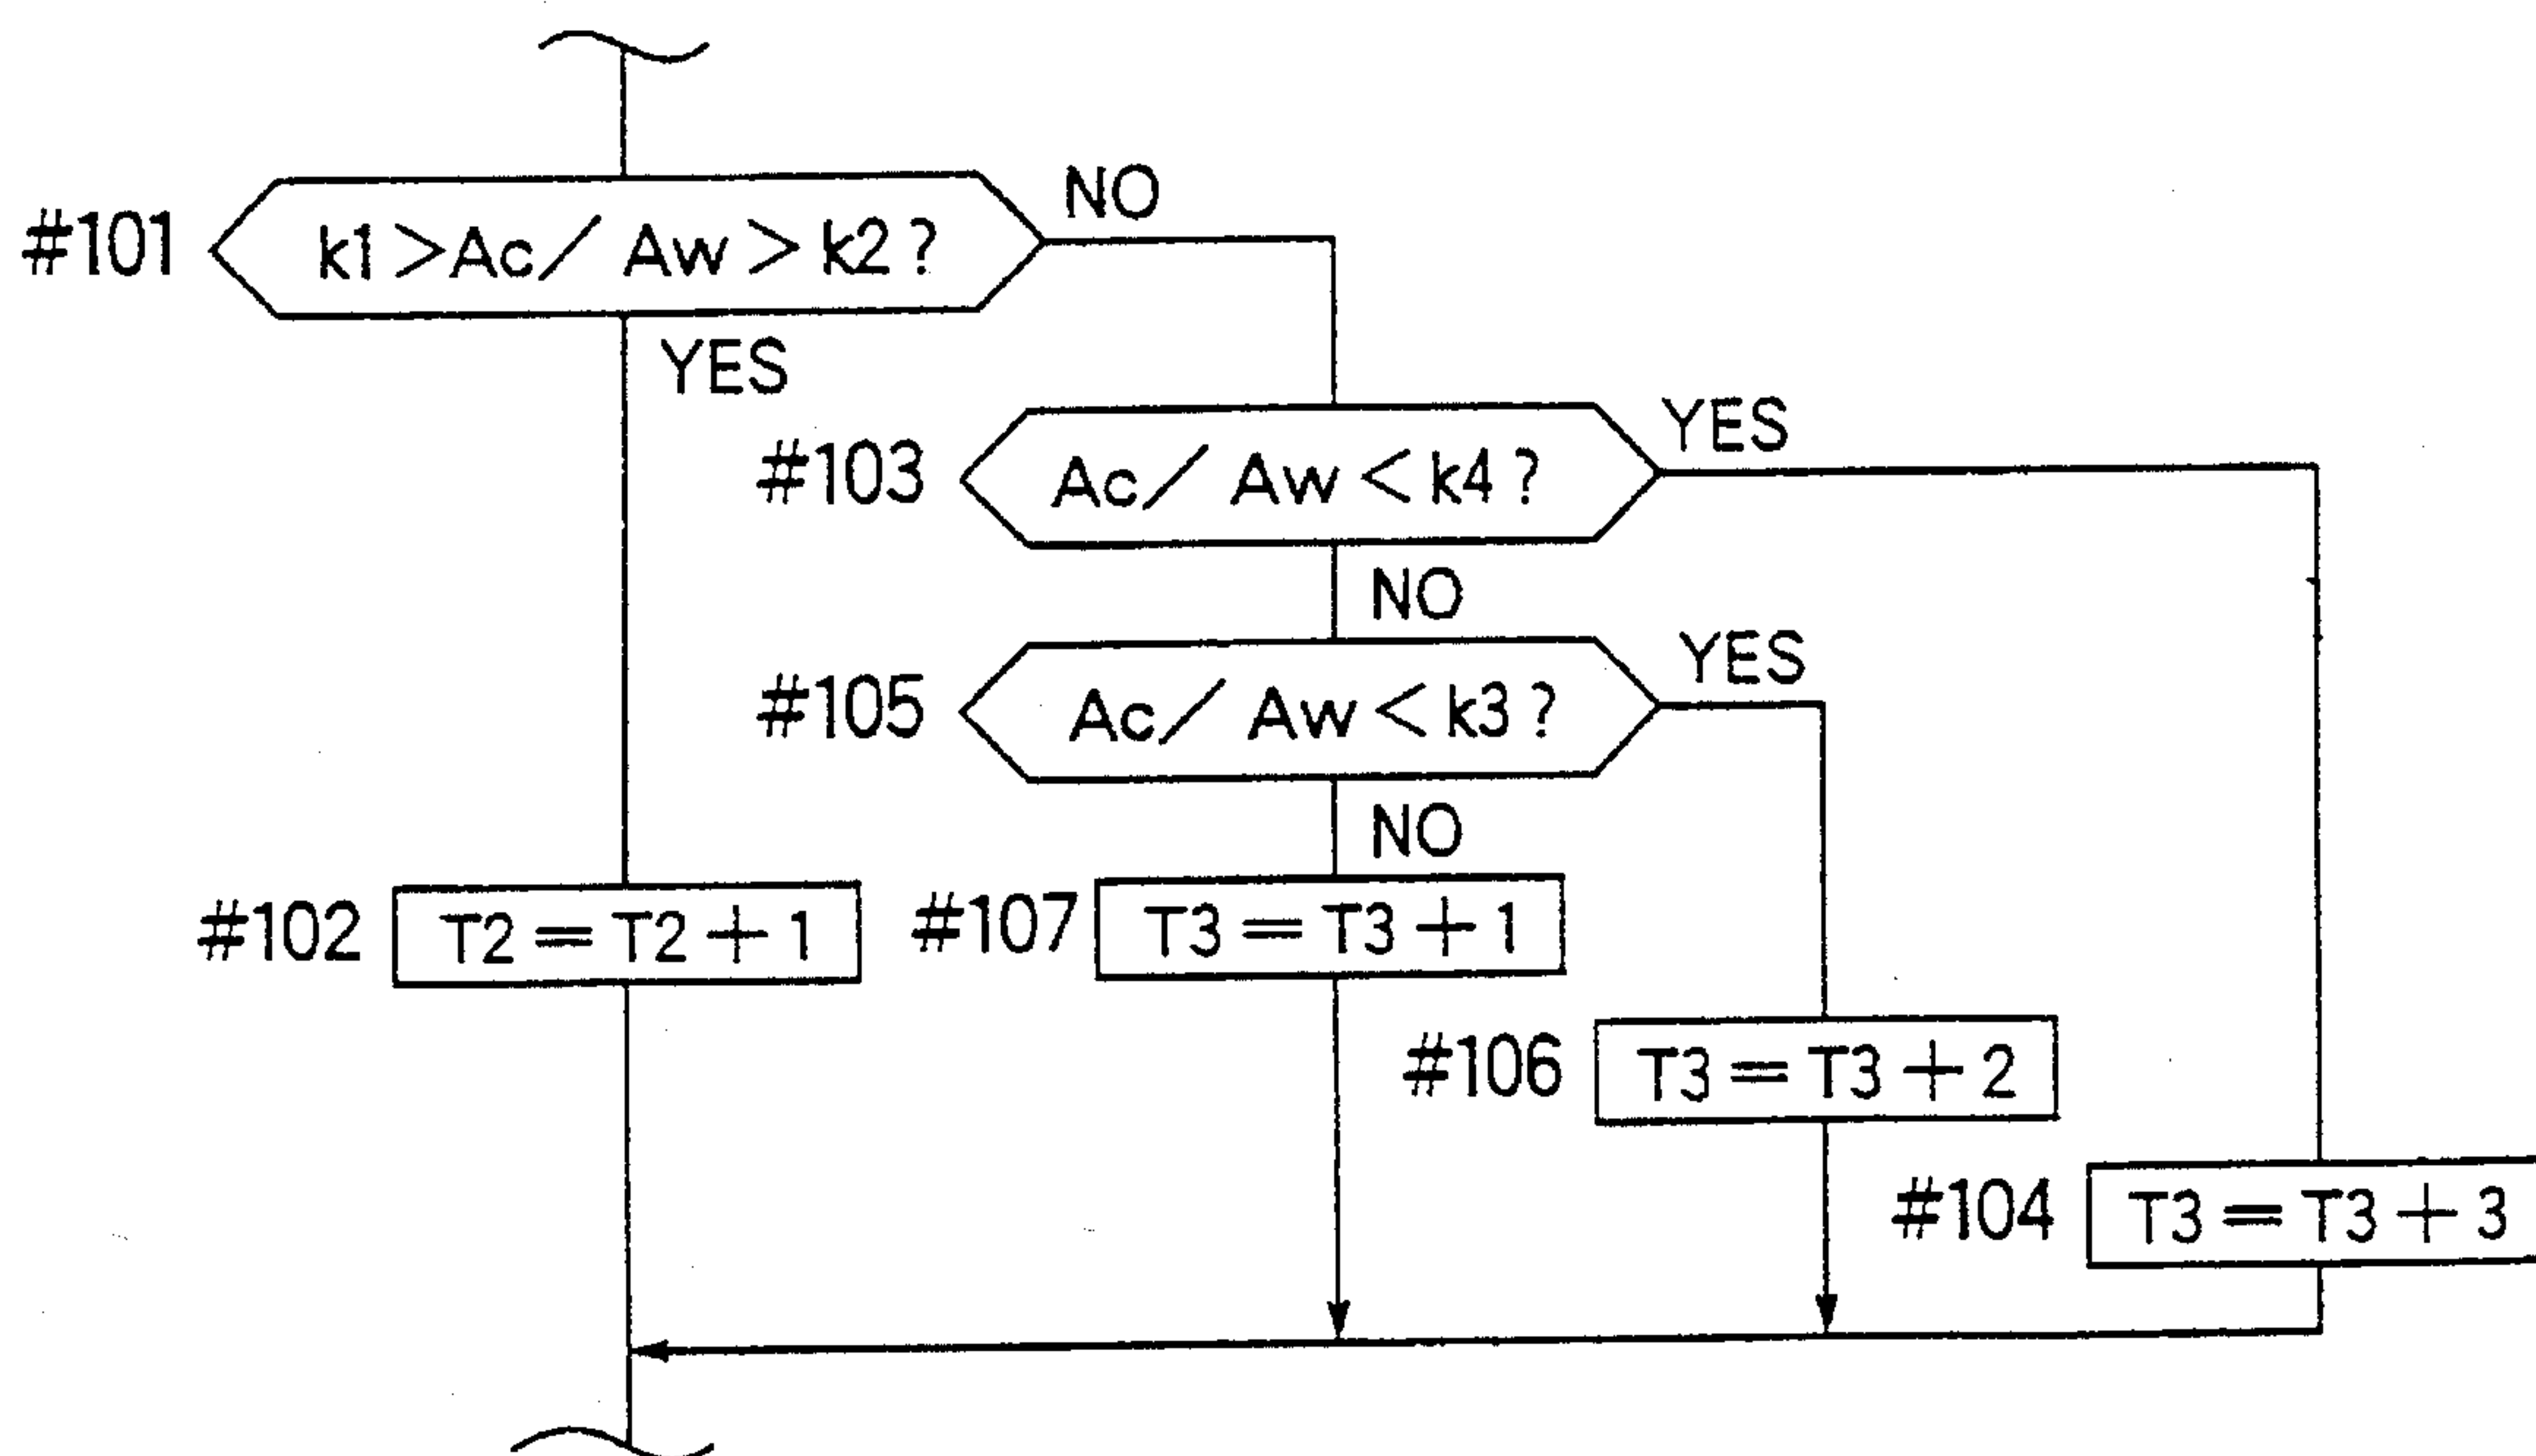 NO
#101 k1>Ac/ Aw>k2?
YES
YES
#103 Ac/ Aw<k4?
NO
YES
#105 Ac/ Aw<k3?
NO
#102 T2=T2+1 #107 T3=T3+1
#106 T3=T3+2
#104 T3=T3+3